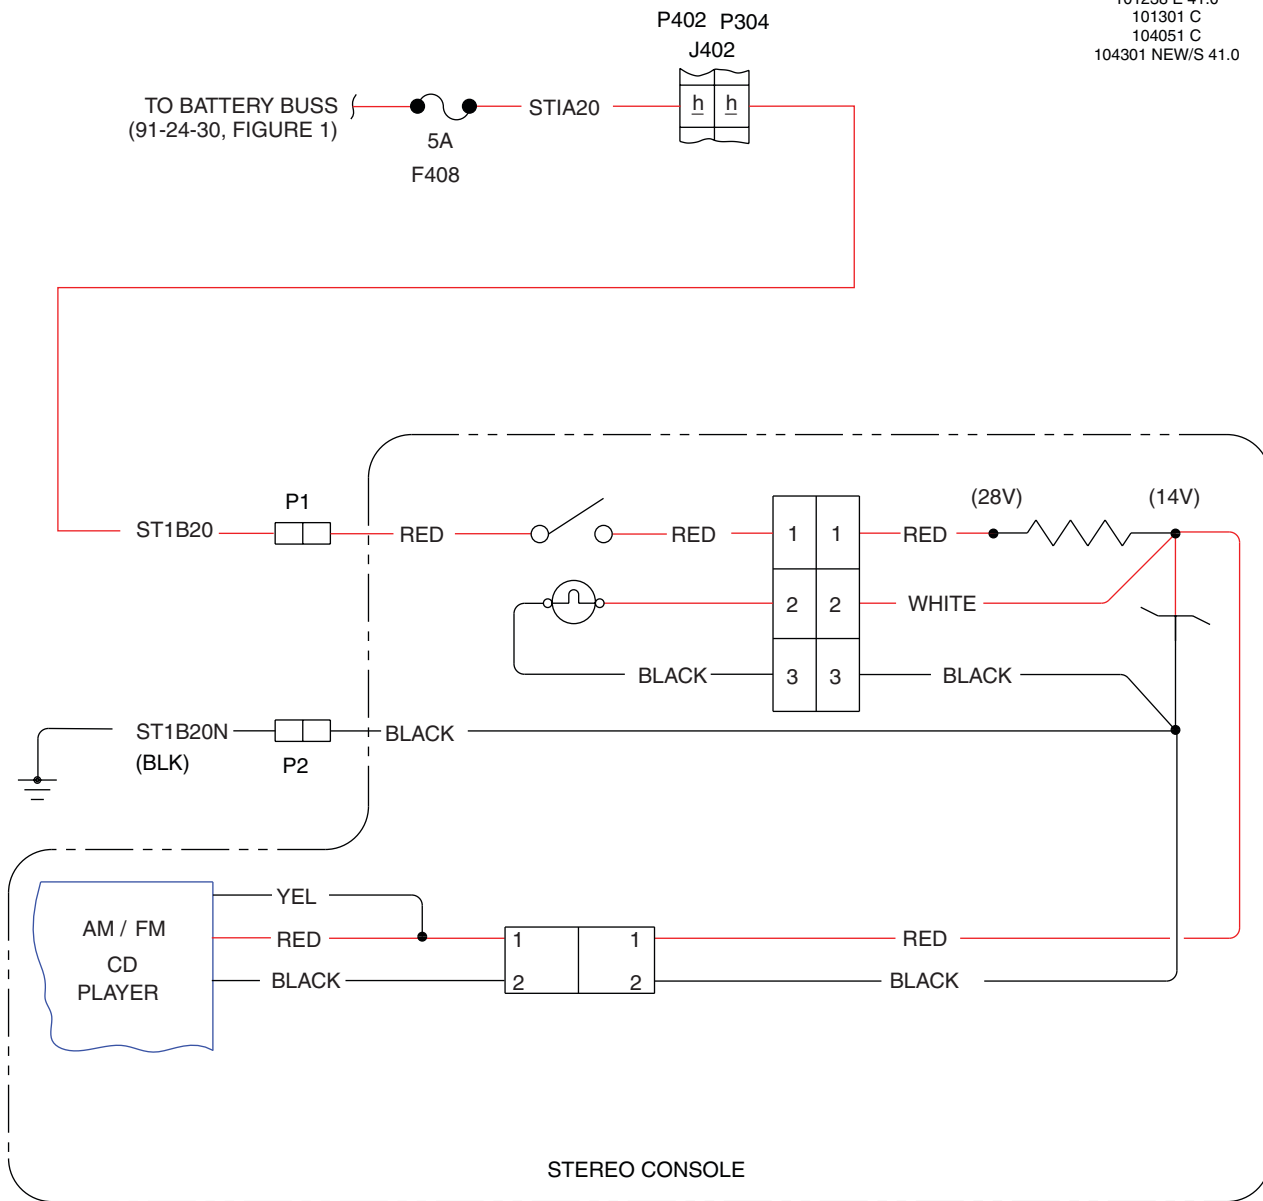 P402 P304
J402
101301 C
104051 C
104301 NEW/S 41.0
TO BATTERY BUSS
(91-24-30, FIGURE 1)
STIA20
h h
5A
F408
P1
ST1B20
RED
RED
1 1
RED
(28V)
(14V)
2 2
WHITE
BLACK
3 3
BLACK
ST1B20N
(BLK)
P2
BLACK
AM / FM
CD
PLAYER
YEL
RED
BLACK
1 1
2 2
RED
BLACK
STEREO CONSOLE